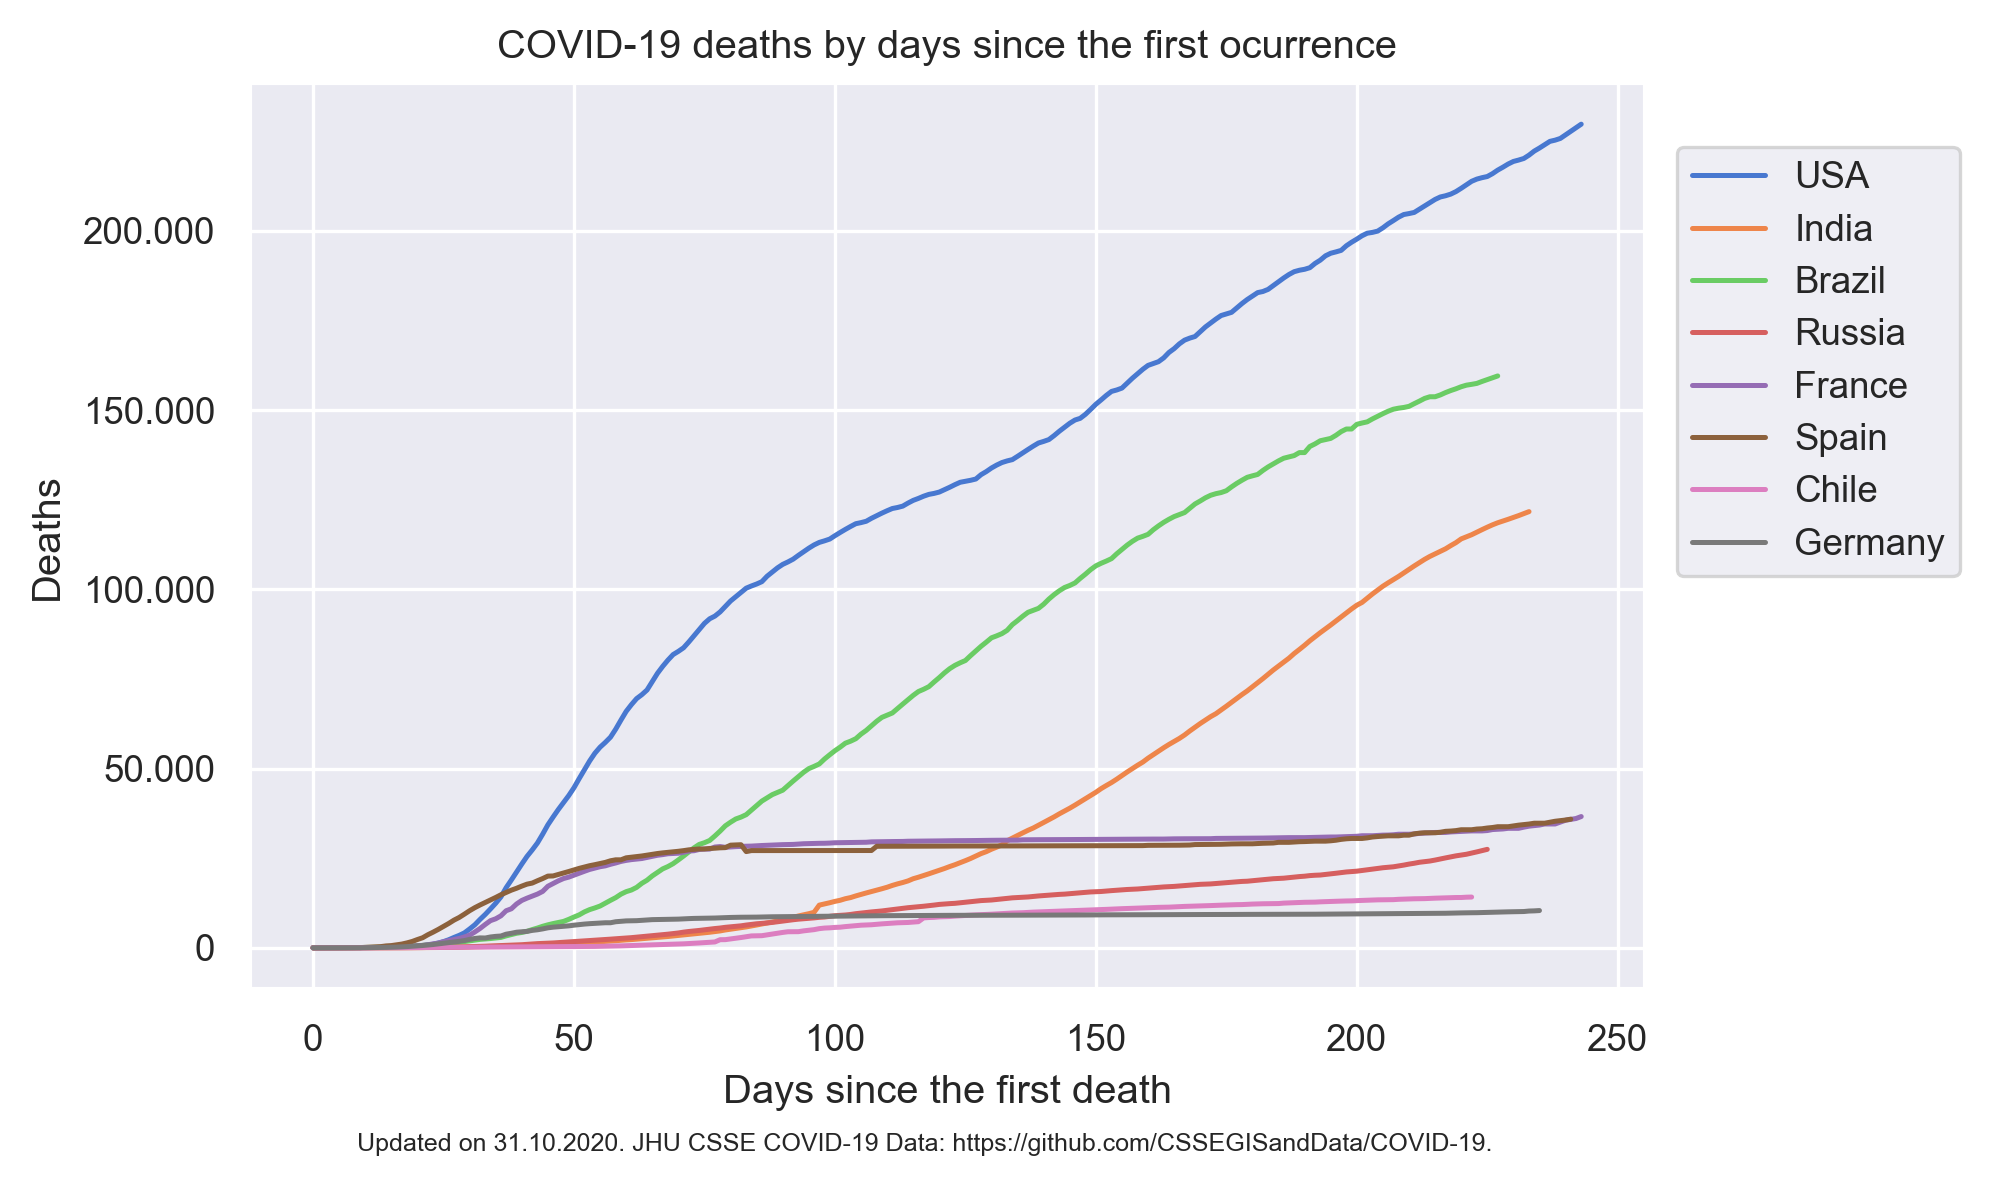 COVID-19 deaths by days since the first ocurrence
200.000
150.000
100.000
50.000
0
Deaths
0 50 100 150 200 250
Days since the first death
USA
India
Brazil
Russia
France
Spain
Chile
Germany
Updated on 31.10.2020. JHU CSSE COVID-19 Data: https://github.com/CSSEGISandData/COVID-19.